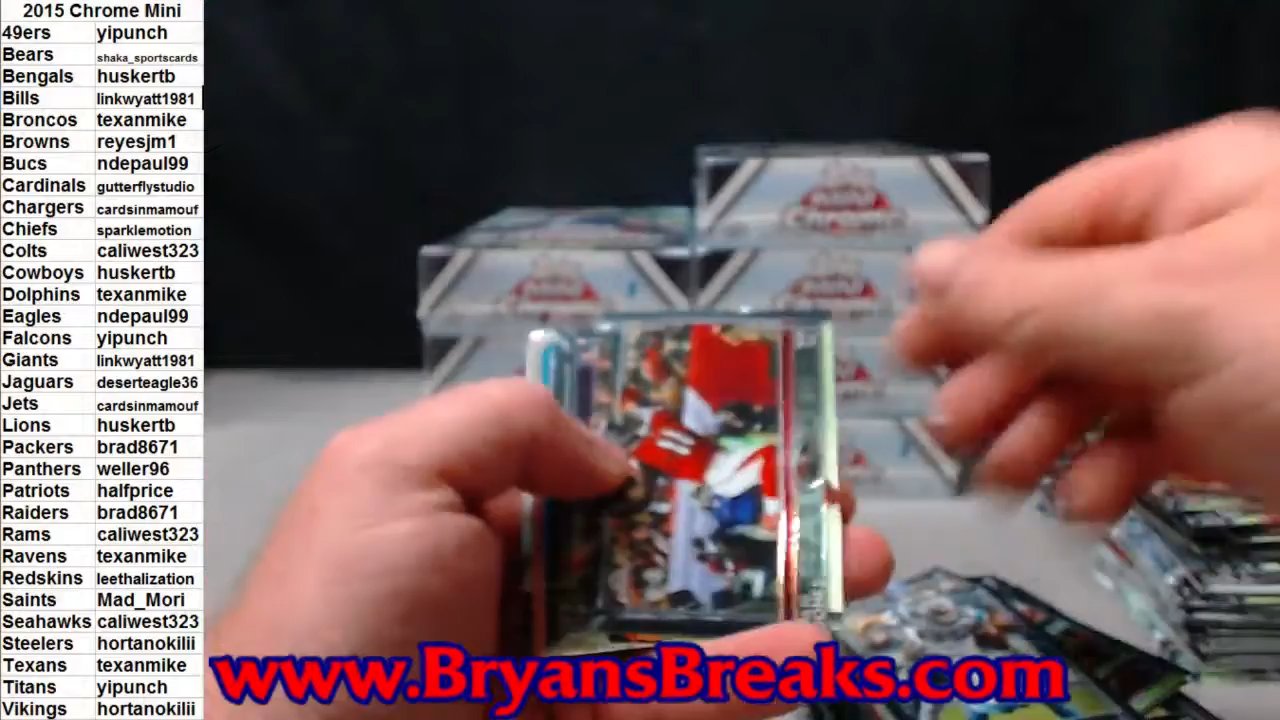 2015 Chrome Mini
49ers yipunch
Bears shaka_sportscards
Bengals huskertb
Bills linkwyatt1981
Broncos texanmike
Browns reyesjm1
Bucs ndepaul99
Cardinals gutterflystudio
Chargers cardsinmamouf
Chiefs sparklemotion
Colts caliwest323
Cowboys huskertb
Dolphins texanmike
Eagles ndepaul99
Falcons yipunch
Giants linkwyatt1981
Jaguars deserteagle36
Jets cardsinmamouf
Lions huskertb
Packers brad8671
Panthers weller96
Patriots halfprice
Raiders brad8671
Rams caliwest323
Ravens texanmike
Redskins leethalization
Saints Mad_Mori
Seahawks caliwest323
Steelers hortanokilii
Texans texanmike
Titans yipunch
Vikings hortanokilii
mini
Chrome
11
www.BryansBreaks.com